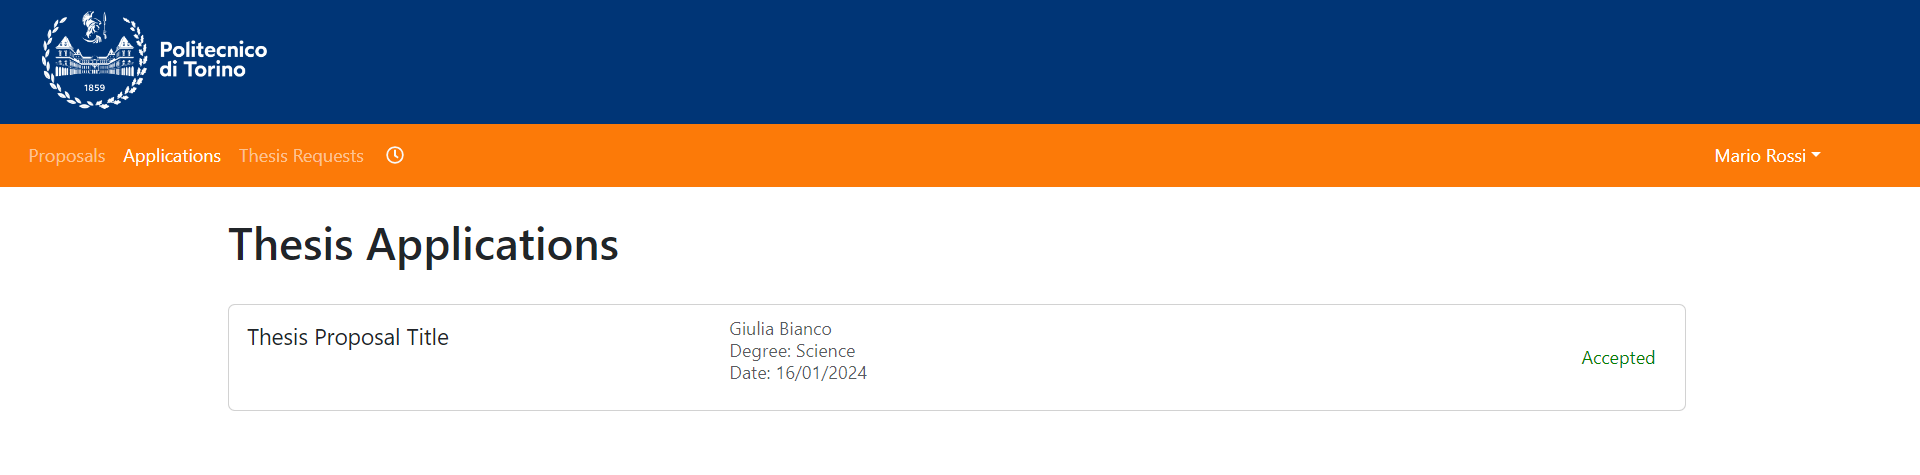 1859
Politecnico
di Torino
Proposals Applications Thesis Requests Mario Rossi
Thesis Applications
Thesis Proposal Title
Giulia Bianco
Degree: Science
Date: 16/01/2024
Accepted